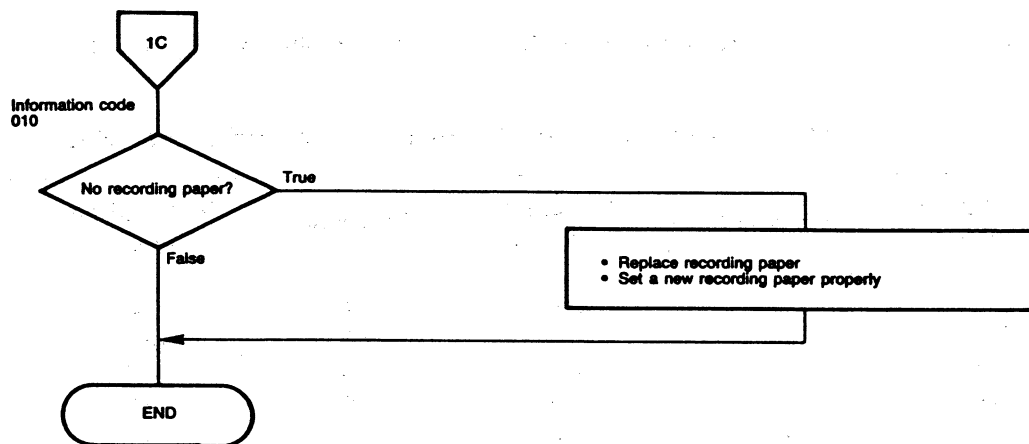 1C
Information code
010
No recording paper?
True
False
• Replace recording paper
• Set a new recording paper properly
END